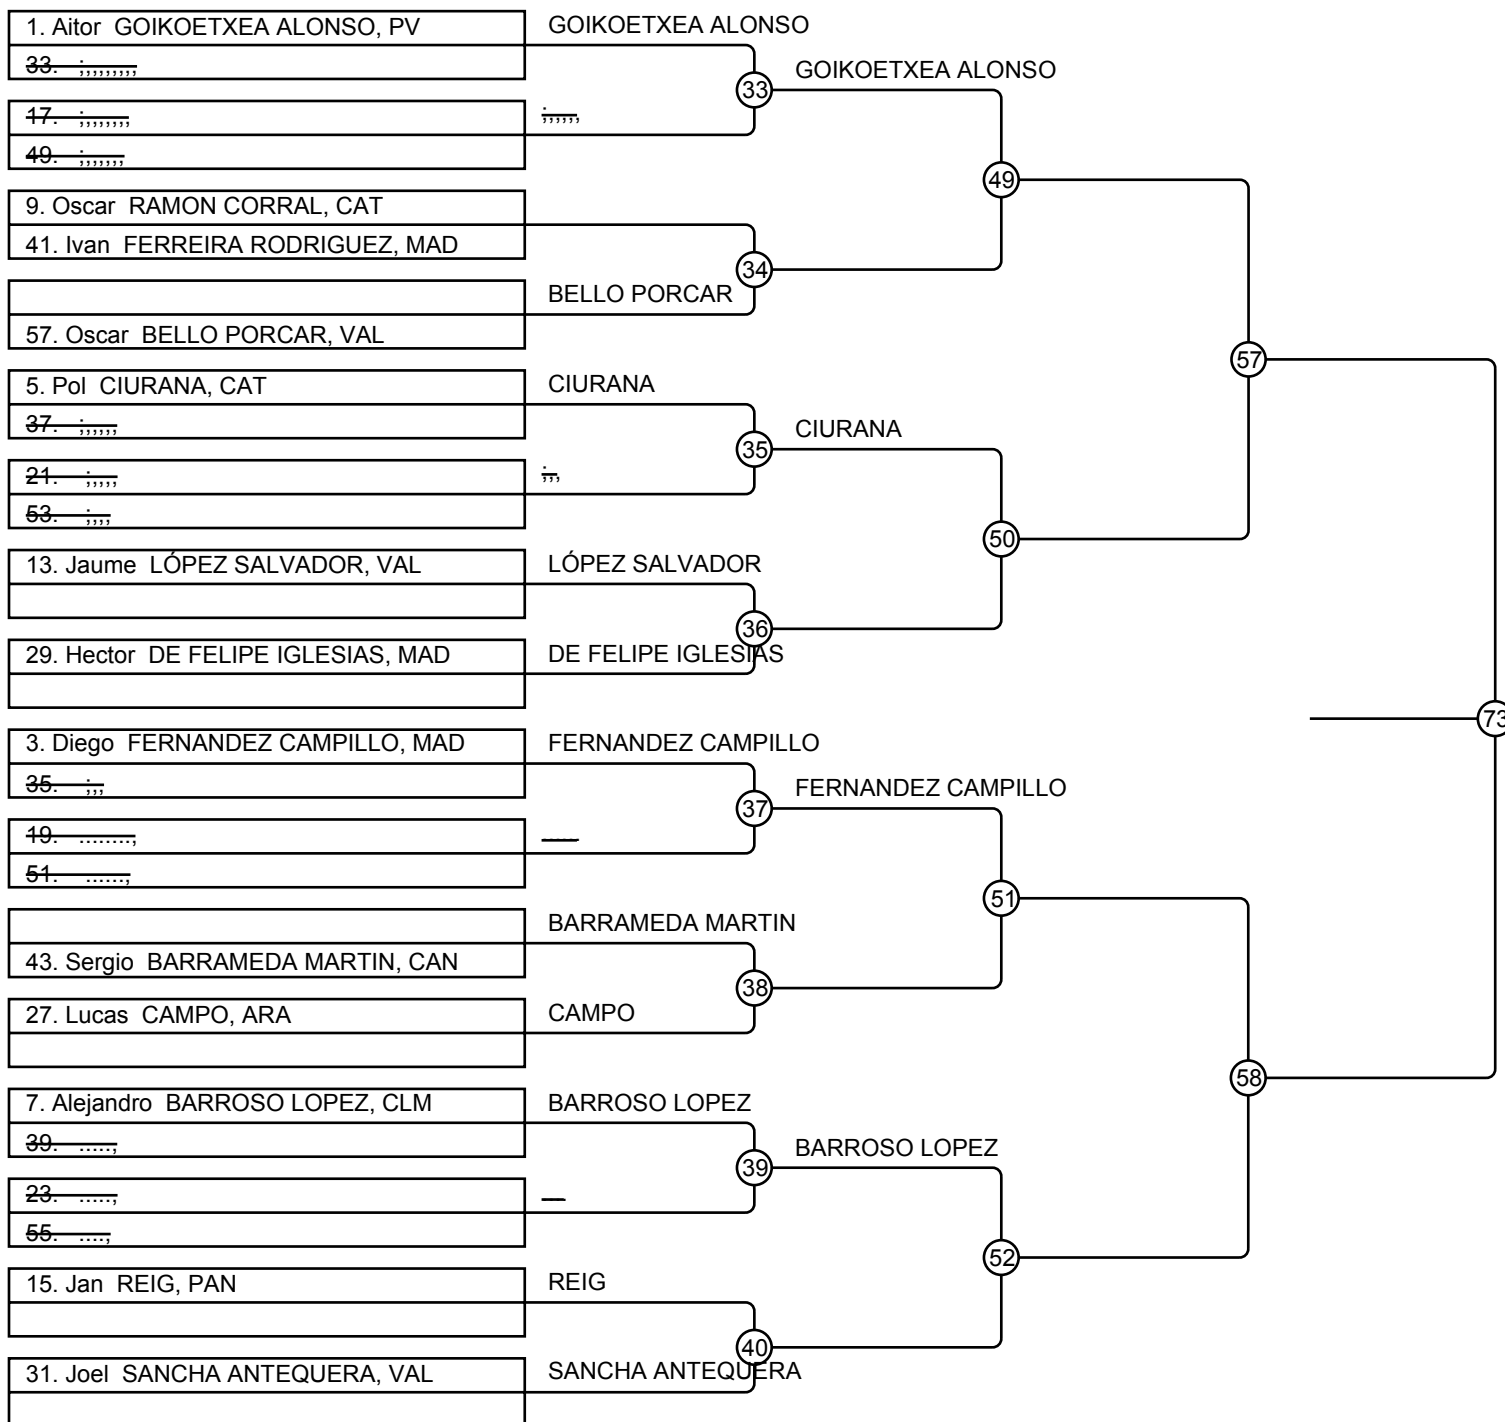 1. Aitor GOIKOETXEA ALONSO, PV
GOIKOETXEA ALONSO
33. ;,,,,,,,,
33
GOIKOETXEA ALONSO
17. ;,,,,,,,
;,,,,,
49. ;,,,,,,
49
9. Oscar RAMON CORRAL, CAT
41. Ivan FERREIRA RODRIGUEZ, MAD
34
BELLO PORCAR
57. Oscar BELLO PORCAR, VAL
57
5. Pol CIURANA, CAT
CIURANA
37. ;,,,,,
35
CIURANA
21. ;,,,,
;,,
53. ;,,,
50
13. Jaume LÓPEZ SALVADOR, VAL
LÓPEZ SALVADOR
36
29. Hector DE FELIPE IGLESIAS, MAD
DE FELIPE IGLESIAS
73
3. Diego FERNANDEZ CAMPILLO, MAD
FERNANDEZ CAMPILLO
35. ;,,
37
FERNANDEZ CAMPILLO
19. ........,
51. ......,
51
BARRAMEDA MARTIN
43. Sergio BARRAMEDA MARTIN, CAN
38
27. Lucas CAMPO, ARA
CAMPO
58
7. Alejandro BARROSO LOPEZ, CLM
BARROSO LOPEZ
39. .....,
39
BARROSO LOPEZ
23. .....,
55. ....,
52
15. Jan REIG, PAN
REIG
40
31. Joel SANCHA ANTEQUERA, VAL
SANCHA ANTEQUERA